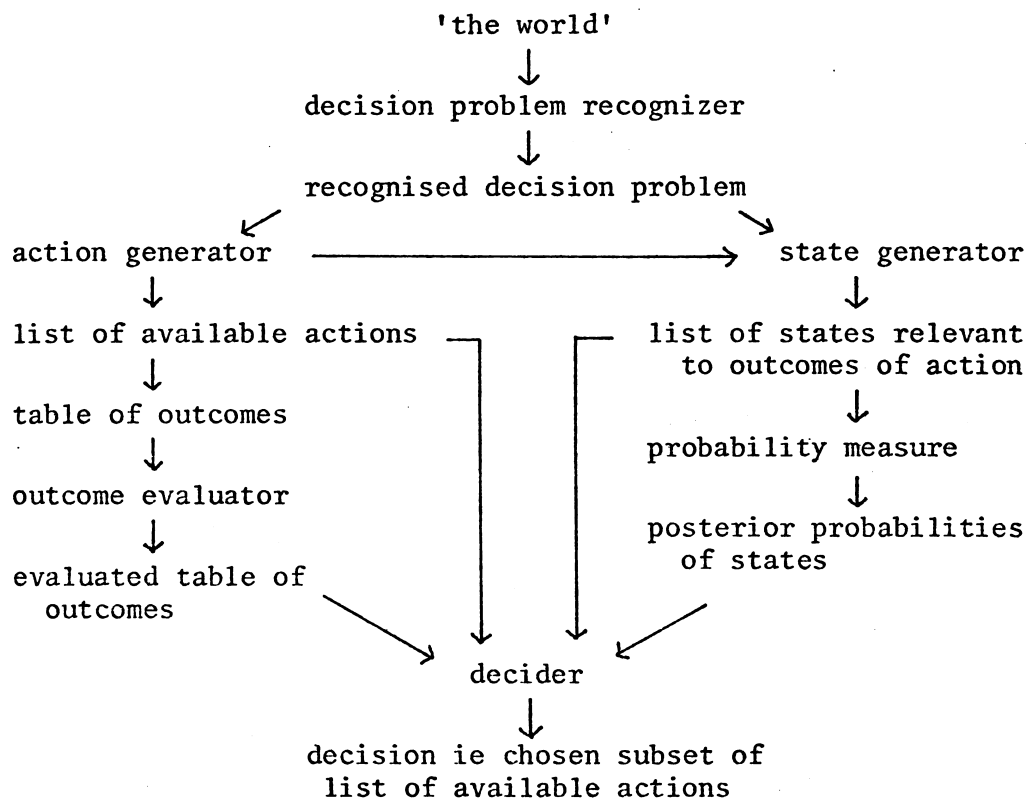 'the world'
decision problem recognizer
recognised decision problem
action generator
state generator
list of available actions
list of states relevant
to outcomes of action
table of outcomes
probability measure
outcome evaluator
posterior probabilities
of states
evaluated table of
outcomes
decider
decision ie chosen subset of
list of available actions